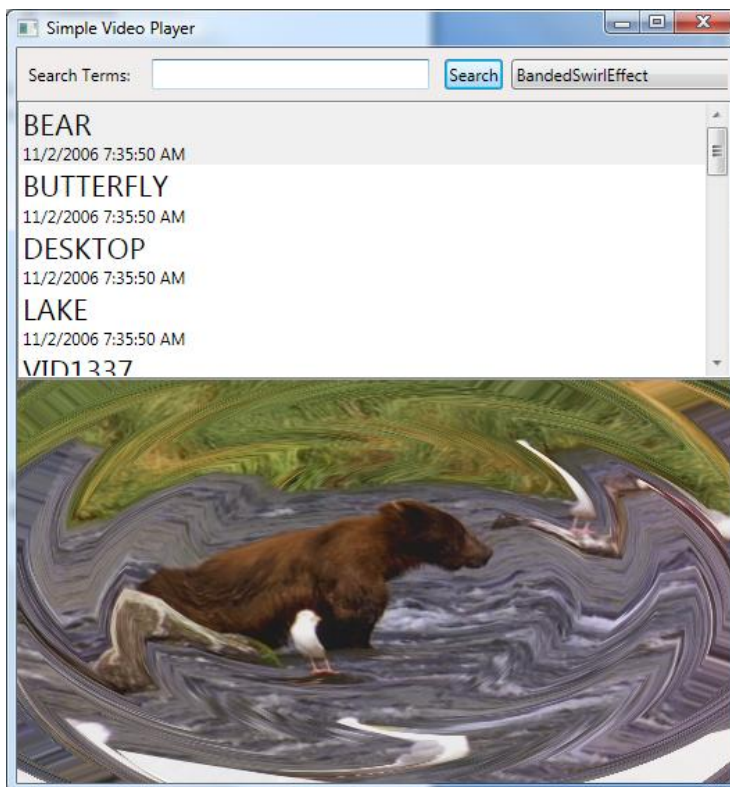 Simple Video Player
Search Terms: Search BandedSwirlEffect
BEAR
11/2/2006 7:35:50 AM
BUTTERFLY
11/2/2006 7:35:50 AM
DESKTOP
11/2/2006 7:35:50 AM
LAKE
11/2/2006 7:35:50 AM
VID1337